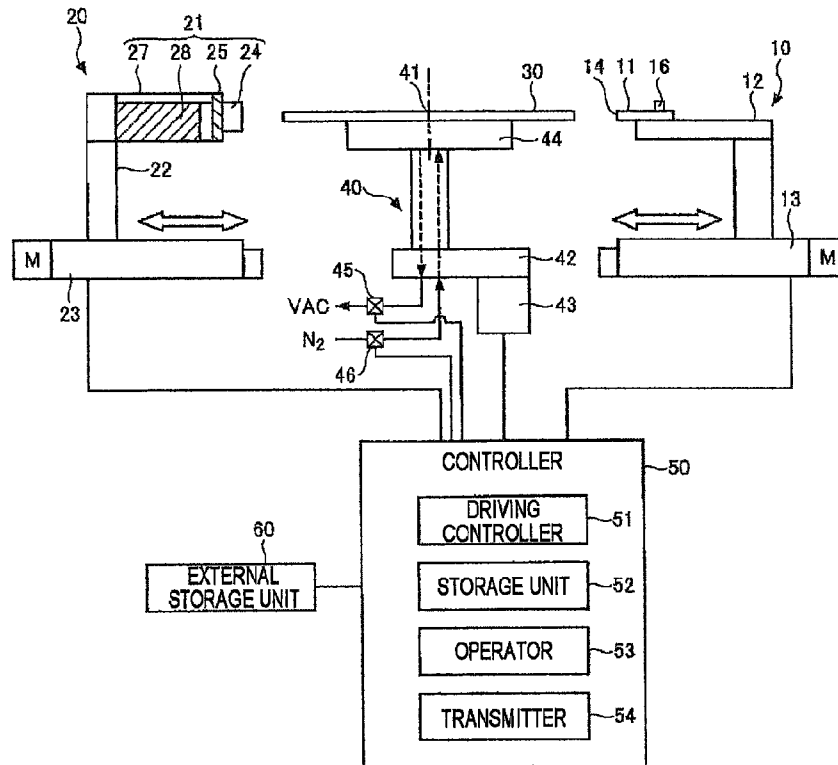 20
21
27 28 25 24
41
30
14 11 16
12
10
44
22
40
13
M
42
M
23
45
43
VAC
N2
46
CONTROLLER
50
DRIVING
CONTROLLER
51
60
EXTERNAL
STORAGE UNIT
STORAGE UNIT
52
OPERATOR
53
TRANSMITTER
54